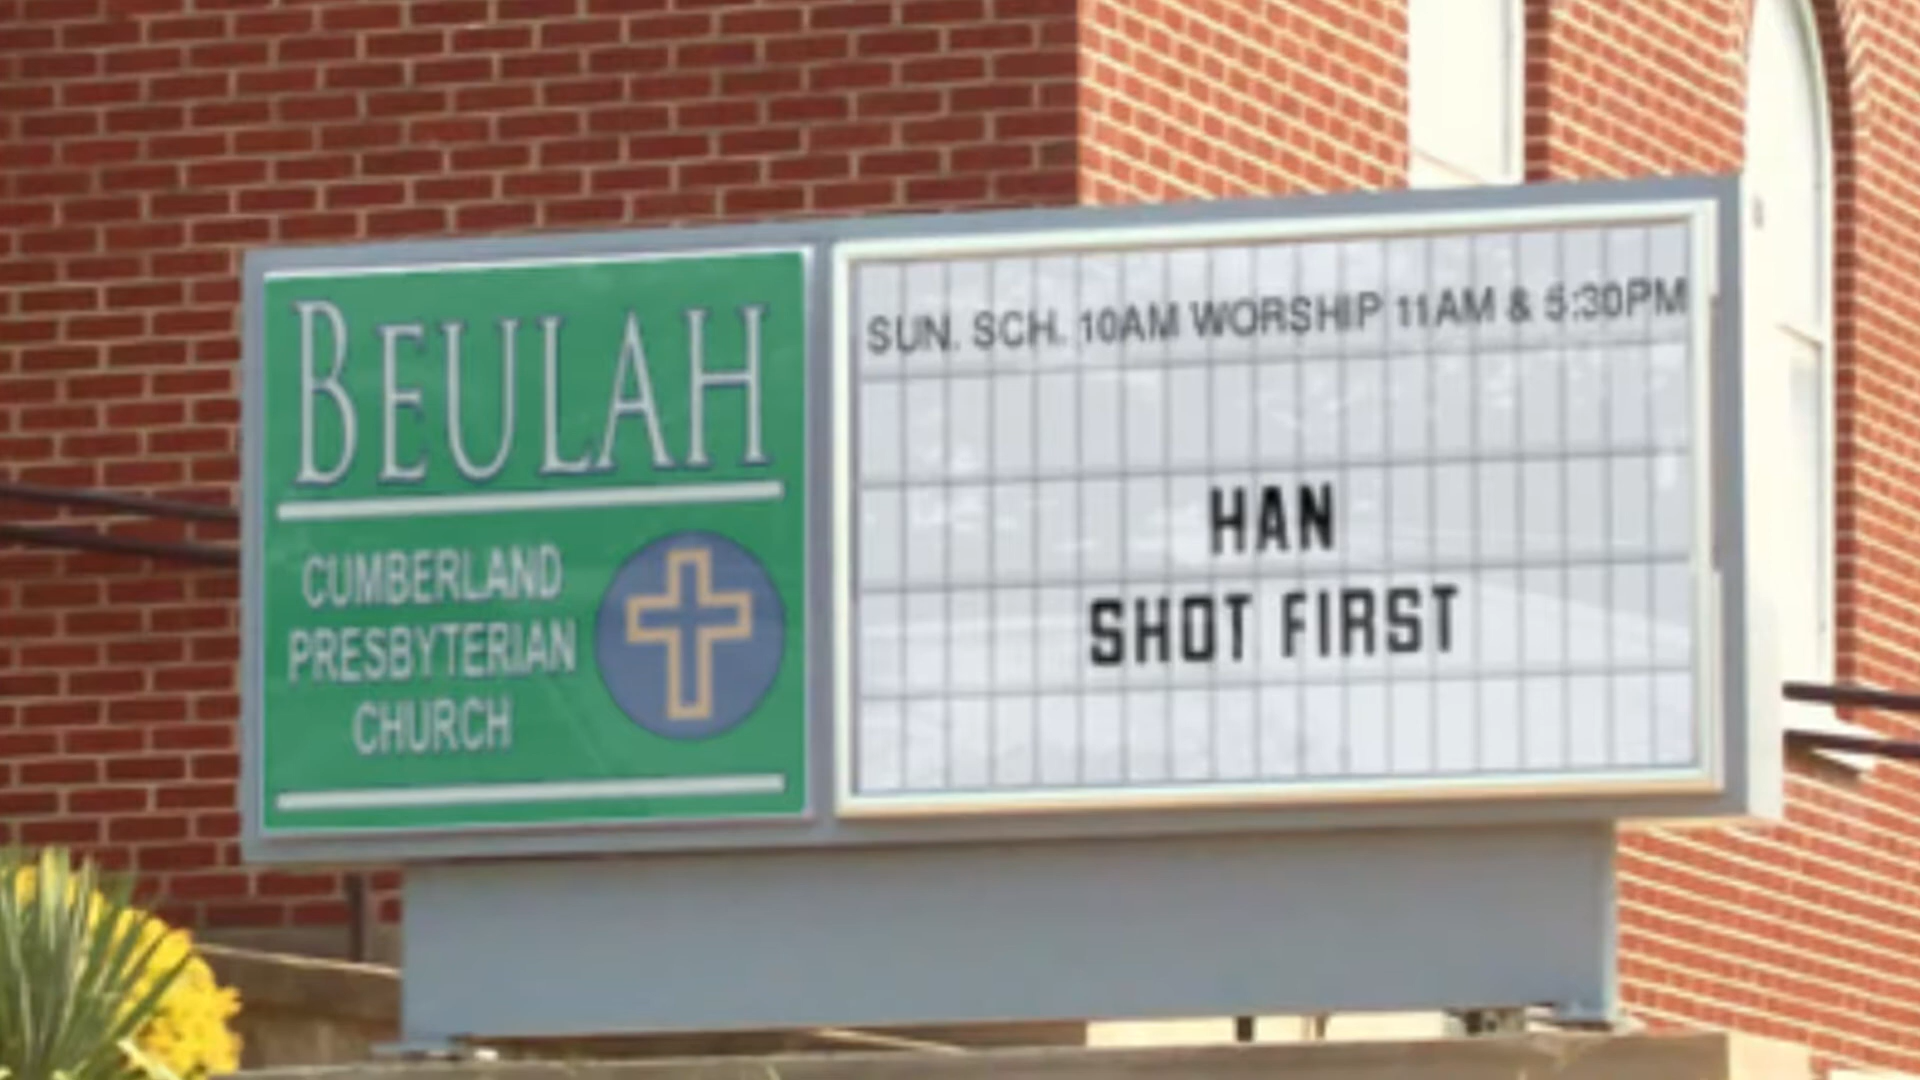 BEULAH
CUMBERLAND
PRESBYTERIAN
CHURCH
SUN. SCH. 10AM WORSHIP 11AM & 5:30PM
HAN
SHOT FIRST